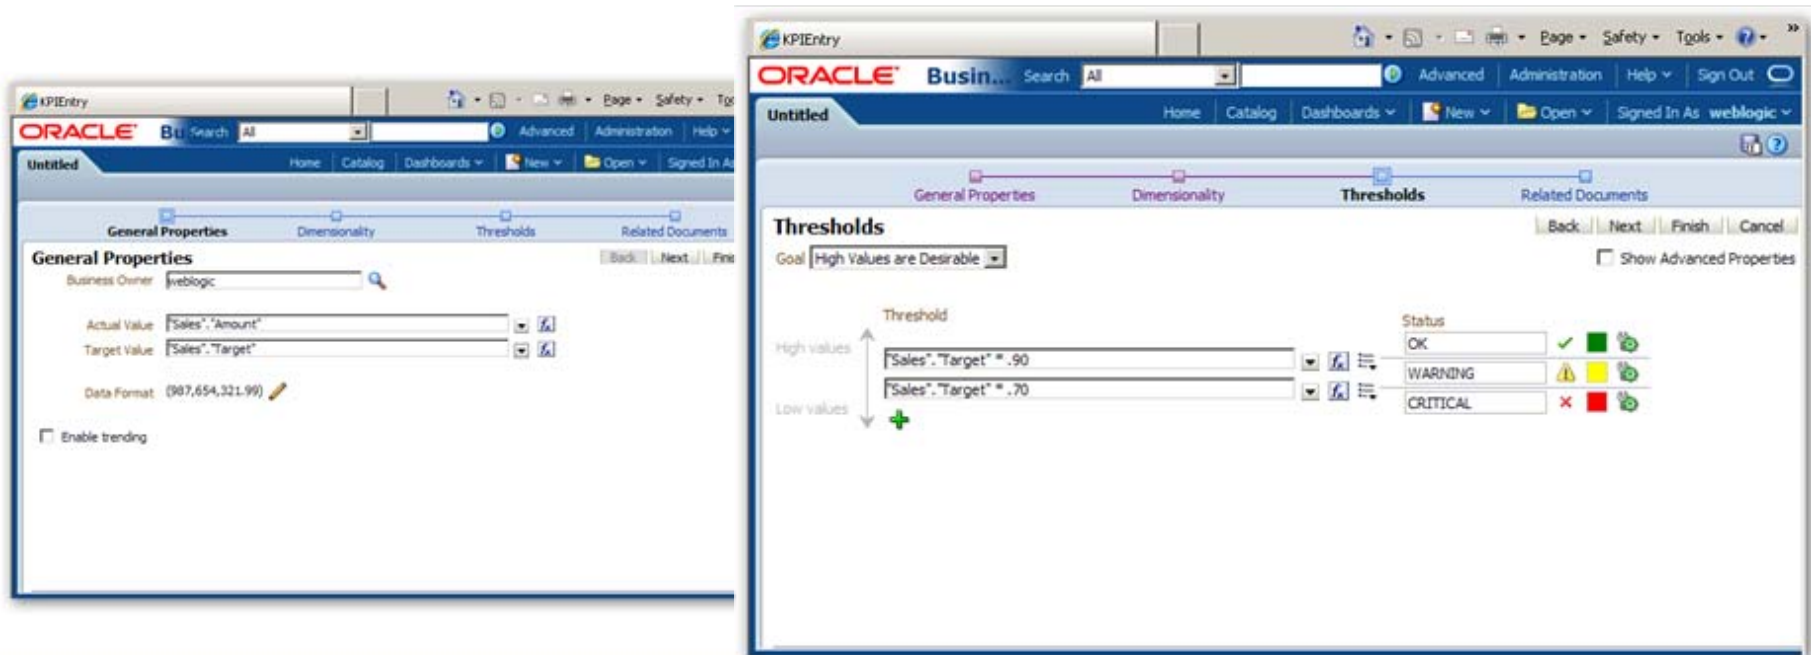 KPIEntry
Page Safety
ORACLE Search All Advanced Administration Help
Untitled Home Catalog Dashboards New Open Signed In
General Properties Dimensionality Thresholds Related Documents
General Properties Back Next
Business Owner weblogic
Actual Value "Sales"."Amount"
Target Value "Sales"."Target"
Data Format (987,654,321.99)
Enable trending
KPIEntry
Page Safety Tools »
ORACLE Busin... Search All Advanced Administration Help Sign Out
Untitled Home Catalog Dashboards New Open Signed In As weblogic
General Properties Dimensionality Thresholds Related Documents
Thresholds Back Next Finish Cancel
Goal High Values are Desirable Show Advanced Properties
Threshold Status
High values OK
"Sales"."Target" * .90
WARNING
"Sales"."Target" * .70
Low values CRITICAL